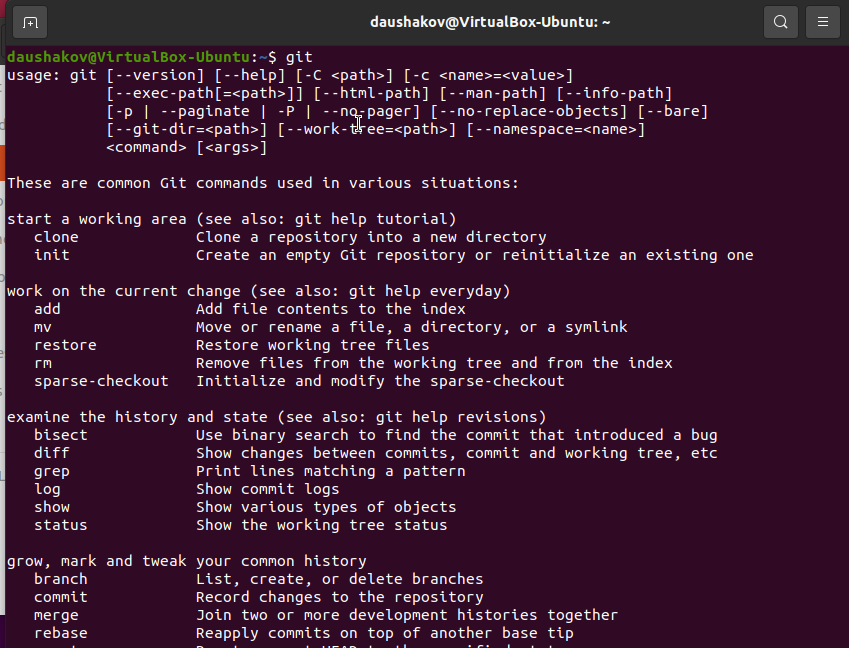 daushakov@VirtualBox-Ubuntu: ~
daushakov@VirtualBox-Ubuntu:~$ git
usage: git [--version] [--help] [-C <path>] [-c <name>=<value>]
           [--exec-path[=<path>]] [--html-path] [--man-path] [--info-path]
           [-p | --paginate | -P | --no-pager] [--no-replace-objects] [--bare]
           [--git-dir=<path>] [--work-tree=<path>] [--namespace=<name>]
           <command> [<args>]

These are common Git commands used in various situations:

start a working area (see also: git help tutorial)
   clone             Clone a repository into a new directory
   init              Create an empty Git repository or reinitialize an existing one

work on the current change (see also: git help everyday)
   add               Add file contents to the index
   mv                Move or rename a file, a directory, or a symlink
   restore           Restore working tree files
   rm                Remove files from the working tree and from the index
   sparse-checkout   Initialize and modify the sparse-checkout

examine the history and state (see also: git help revisions)
   bisect            Use binary search to find the commit that introduced a bug
   diff              Show changes between commits, commit and working tree, etc
   grep              Print lines matching a pattern
   log               Show commit logs
   show              Show various types of objects
   status            Show the working tree status

grow, mark and tweak your common history
   branch            List, create, or delete branches
   commit            Record changes to the repository
   merge             Join two or more development histories together
   rebase            Reapply commits on top of another base tip